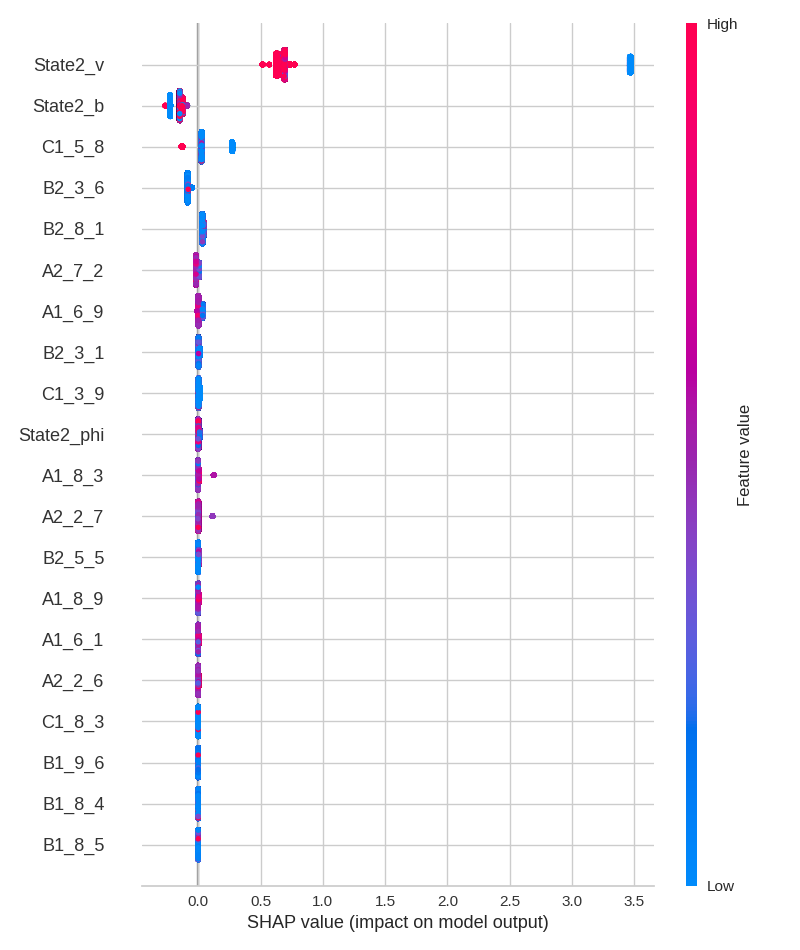 High
State2_v
State2_b
C1_5_8
B2_3_6
B2_8_1
A2_7_2
A1_6_9
B2_3_1
C1_3_9
State2_phi
A1_8_3
A2_2_7
B2_5_5
A1_8_9
A1_6_1
A2_2_6
C1_8_3
B1_9_6
B1_8_4
B1_8_5
Feature value
Low
0.0 0.5 1.0 1.5 2.0 2.5 3.0 3.5
SHAP value (impact on model output)